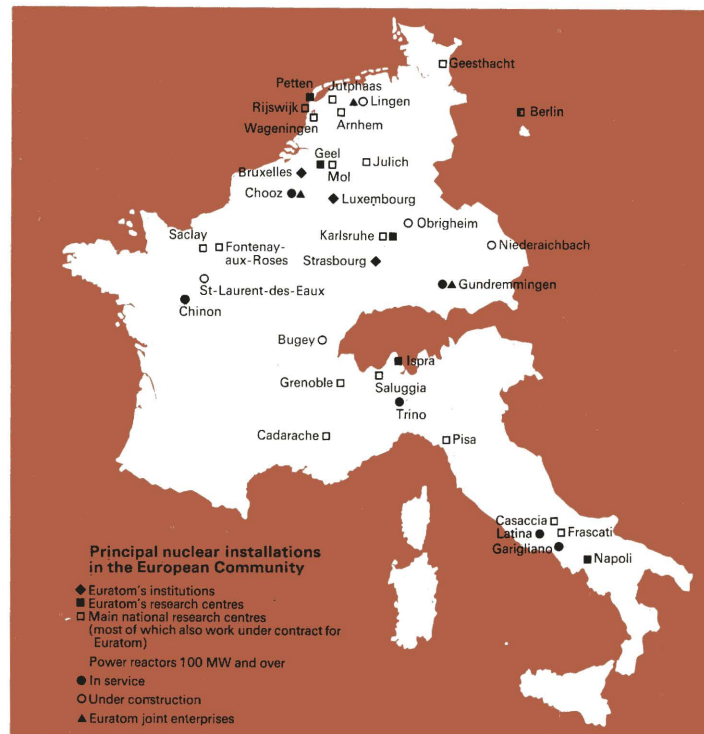 Geesthacht
Petten
Jutphaas
Lingen
Rijswijk
Berlin
Wageningen
Arnhem
Geel
Julich
Bruxelles
Mol
Chooz
Luxembourg
Obrigheim
Saclay
Karlsruhe
Fontenay-
aux-Roses
Niederaichbach
Strasbourg
St-Laurent-des-Eaux
Gundremmingen
Chinon
Bugey
Ispra
Grenoble
Saluggia
Trino
Cadarache
Pisa
Casaccia
Latina
Frascati
Garigliano
Napoli
Principal nuclear installations
in the European Community
Euratom's institutions
Euratom's research centres
Main national research centres
(most of which also work under contract for
Euratom)
Power reactors 100 MW and over
In service
Under construction
Euratom joint enterprises